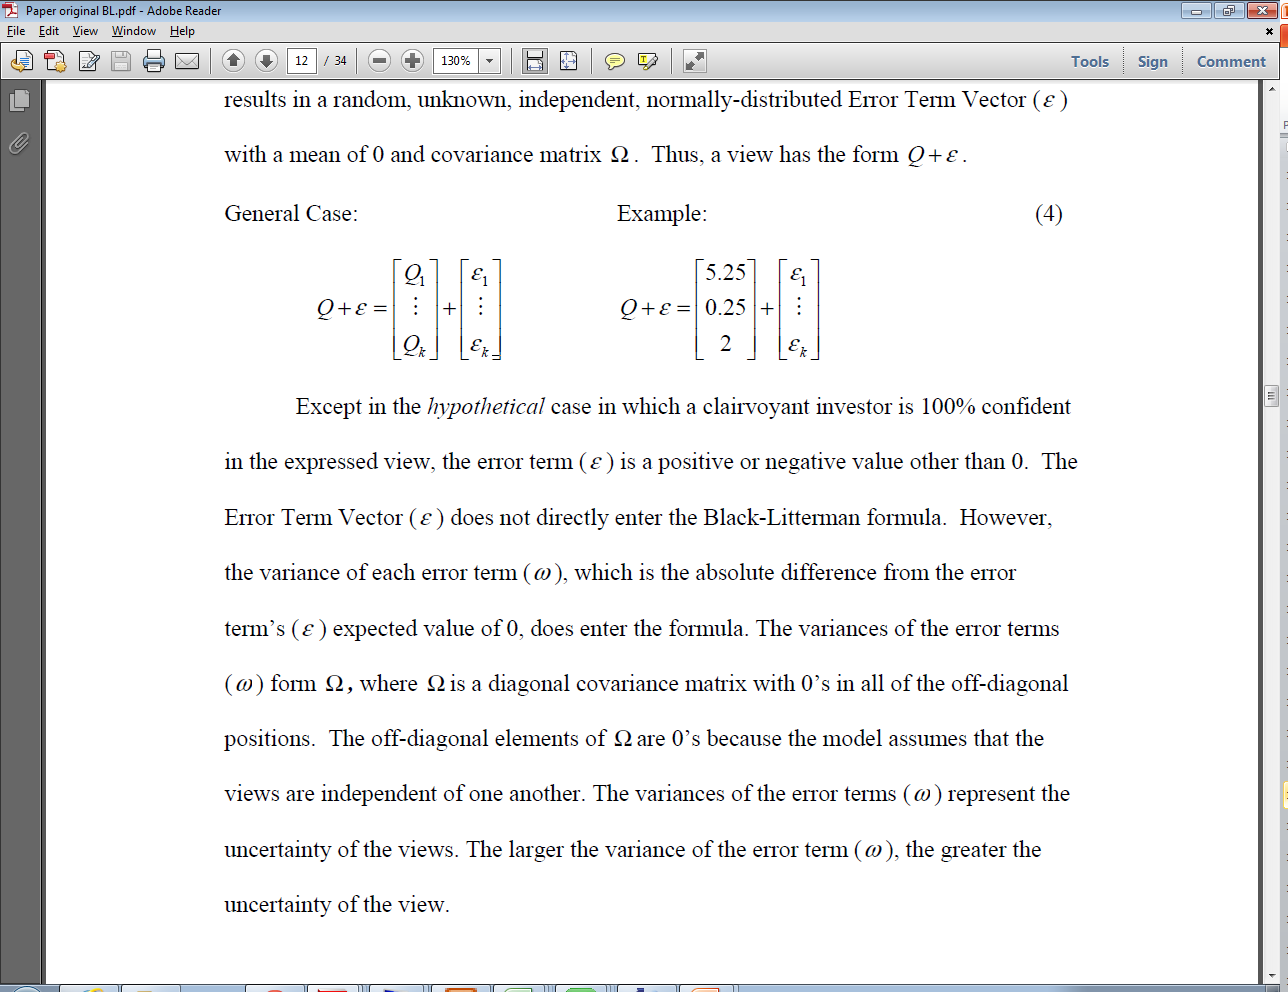 Paper original BL.pdf - Adobe Reader
File Edit View Window Help
12 / 34 130% Tools Sign Comment
results in a random, unknown, independent, normally-distributed Error Term Vector (ε)
with a mean of 0 and covariance matrix Ω. Thus, a view has the form Q+ε.
General Case: Example: (4)
Q+ε = [Q1 ⋮ Qk] + [ε1 ⋮ εk] Q+ε = [5.25 0.25 2] + [ε1 ⋮ εk]
Except in the hypothetical case in which a clairvoyant investor is 100% confident
in the expressed view, the error term (ε) is a positive or negative value other than 0. The
Error Term Vector (ε) does not directly enter the Black-Litterman formula. However,
the variance of each error term (ω), which is the absolute difference from the error
term's (ε) expected value of 0, does enter the formula. The variances of the error terms
(ω) form Ω, where Ω is a diagonal covariance matrix with 0's in all of the off-diagonal
positions. The off-diagonal elements of Ω are 0's because the model assumes that the
views are independent of one another. The variances of the error terms (ω) represent the
uncertainty of the views. The larger the variance of the error term (ω), the greater the
uncertainty of the view.